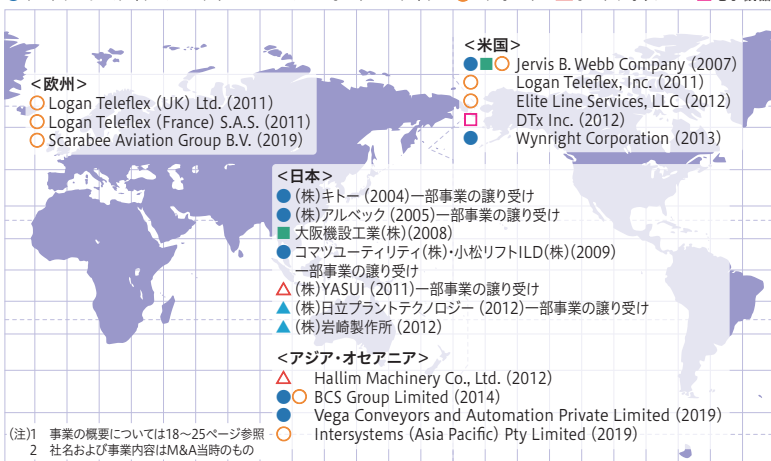 <欧州>
Logan Teleflex (UK) Ltd. (2011)
Logan Teleflex (France) S.A.S. (2011)
Scarabee Aviation Group B.V. (2019)
<米国>
Jervis B. Webb Company (2007)
Logan Teleflex, Inc. (2011)
Elite Line Services, LLC (2012)
DTx Inc. (2012)
Wynright Corporation (2013)
<日本>
(株)キトー (2004)一部事業の譲り受け
(株)アルベック (2005)一部事業の譲り受け
大阪機設工業(株)(2008)
コマツユーティリティ(株)・小松リフトILD(株)(2009)
一部事業の譲り受け
(株)YASUI (2011)一部事業の譲り受け
(株)日立プラントテクノロジー (2012)一部事業の譲り受け
(株)岩崎製作所 (2012)
<アジア・オセアニア>
Hallim Machinery Co., Ltd. (2012)
BCS Group Limited (2014)
Vega Conveyors and Automation Private Limited (2019)
Intersystems (Asia Pacific) Pty Limited (2019)
(注)1 事業の概要については18〜25ページ参照
2 社名および事業内容はM&A当時のもの